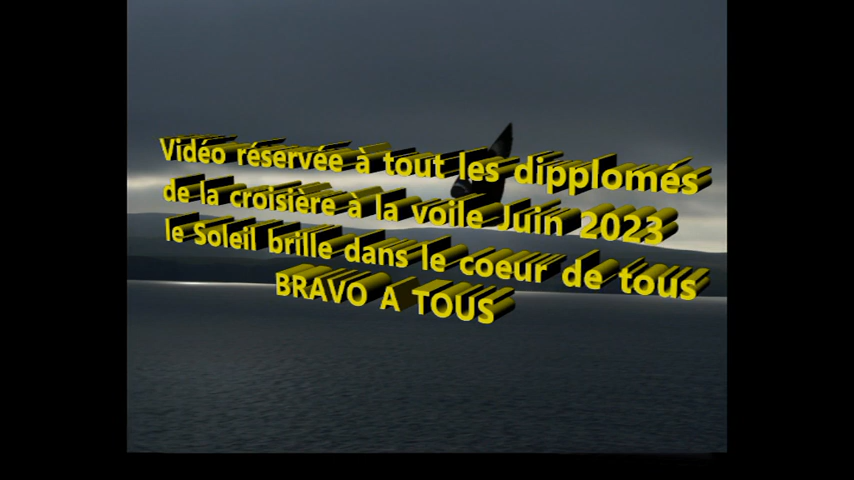 Vidéo réservée à tout les dipplomés
de la croisière à la voile Juin 2023
le Soleil brille dans le coeur de tous
BRAVO A TOUS